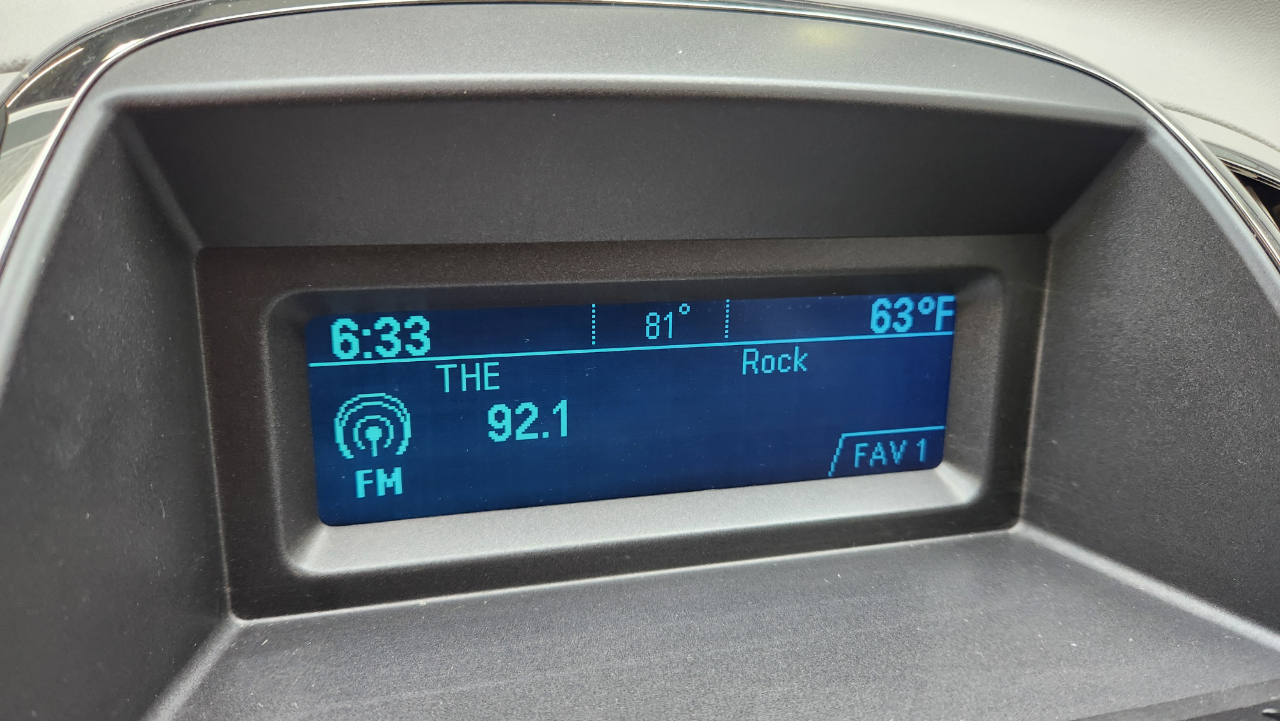 6:33 81° 63°F
THE Rock
92.1
FM FAV 1